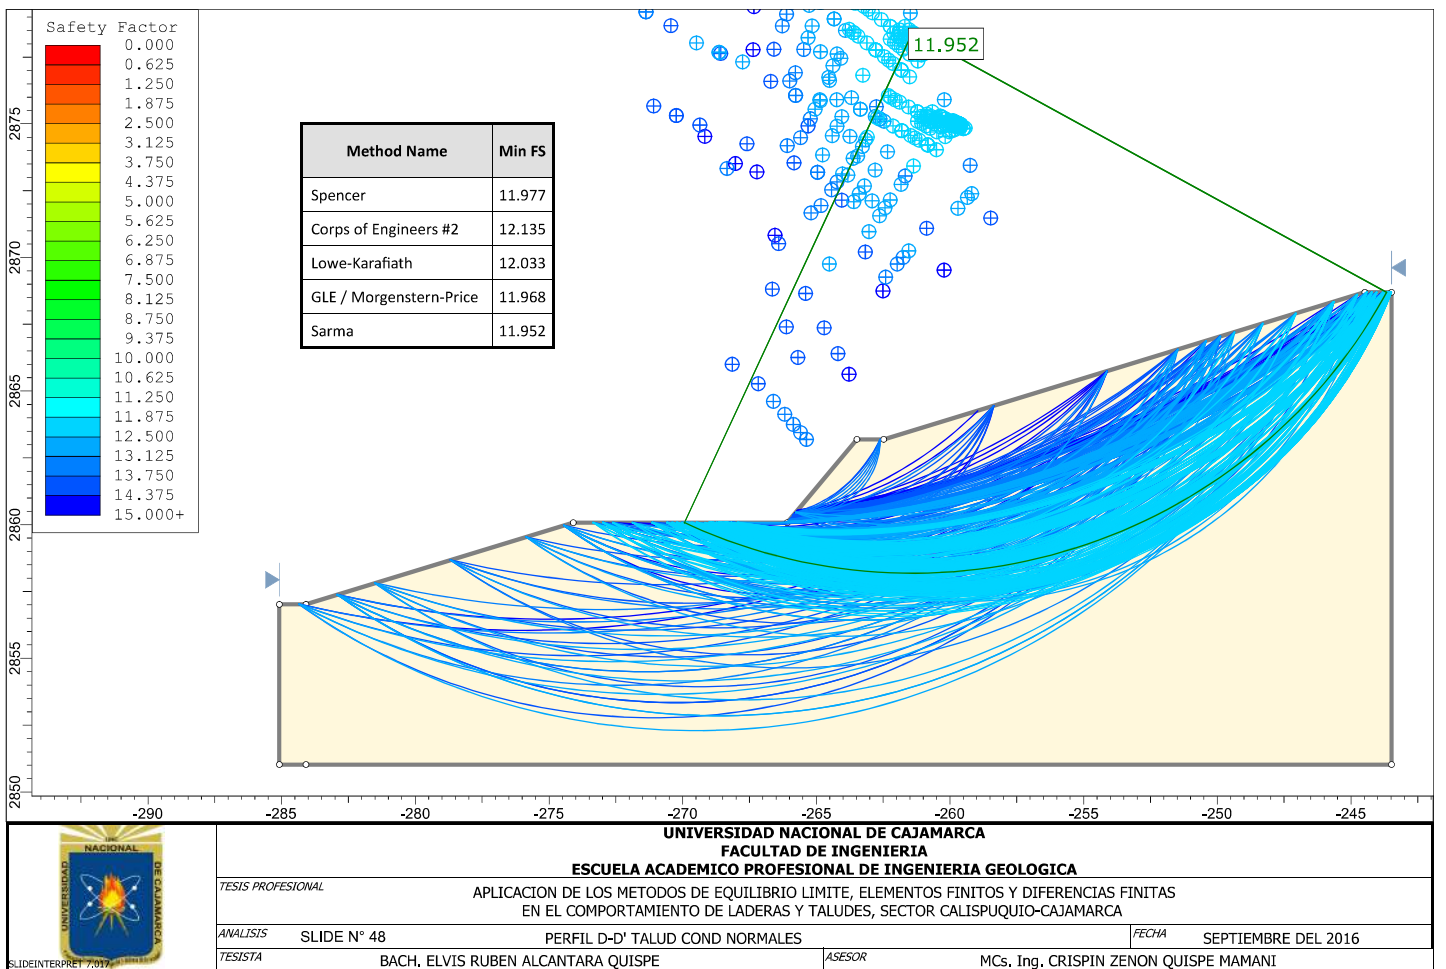 Safety Factor
0.000
0.625
1.250
1.875
2.500
3.125
3.750
4.375
5.000
5.625
6.250
6.875
7.500
8.125
8.750
9.375
10.000
10.625
11.250
11.875
12.500
13.125
13.750
14.375
15.000+
11.952
Method Name Min FS
Spencer 11.977
Corps of Engineers #2 12.135
Lowe-Karafiath 12.033
GLE / Morgenstern-Price 11.968
Sarma 11.952
2875
2870
2865
2860
2855
2850
-290 -285 -280 -275 -270 -265 -260 -255 -250 -245
UNIVERSIDAD NACIONAL DE CAJAMARCA
FACULTAD DE INGENIERIA
ESCUELA ACADEMICO PROFESIONAL DE INGENIERIA GEOLOGICA
TESIS PROFESIONAL
APLICACION DE LOS METODOS DE EQUILIBRIO LIMITE, ELEMENTOS FINITOS Y DIFERENCIAS FINITAS
EN EL COMPORTAMIENTO DE LADERAS Y TALUDES, SECTOR CALISPUQUIO-CAJAMARCA
ANALISIS SLIDE N° 48 PERFIL D-D' TALUD COND NORMALES FECHA SEPTIEMBRE DEL 2016
TESISTA BACH. ELVIS RUBEN ALCANTARA QUISPE ASESOR MCs. Ing. CRISPIN ZENON QUISPE MAMANI
NACIONAL
UNIVERSIDAD
DE CAJAMARCA
SLIDEINTERPRET 7.017